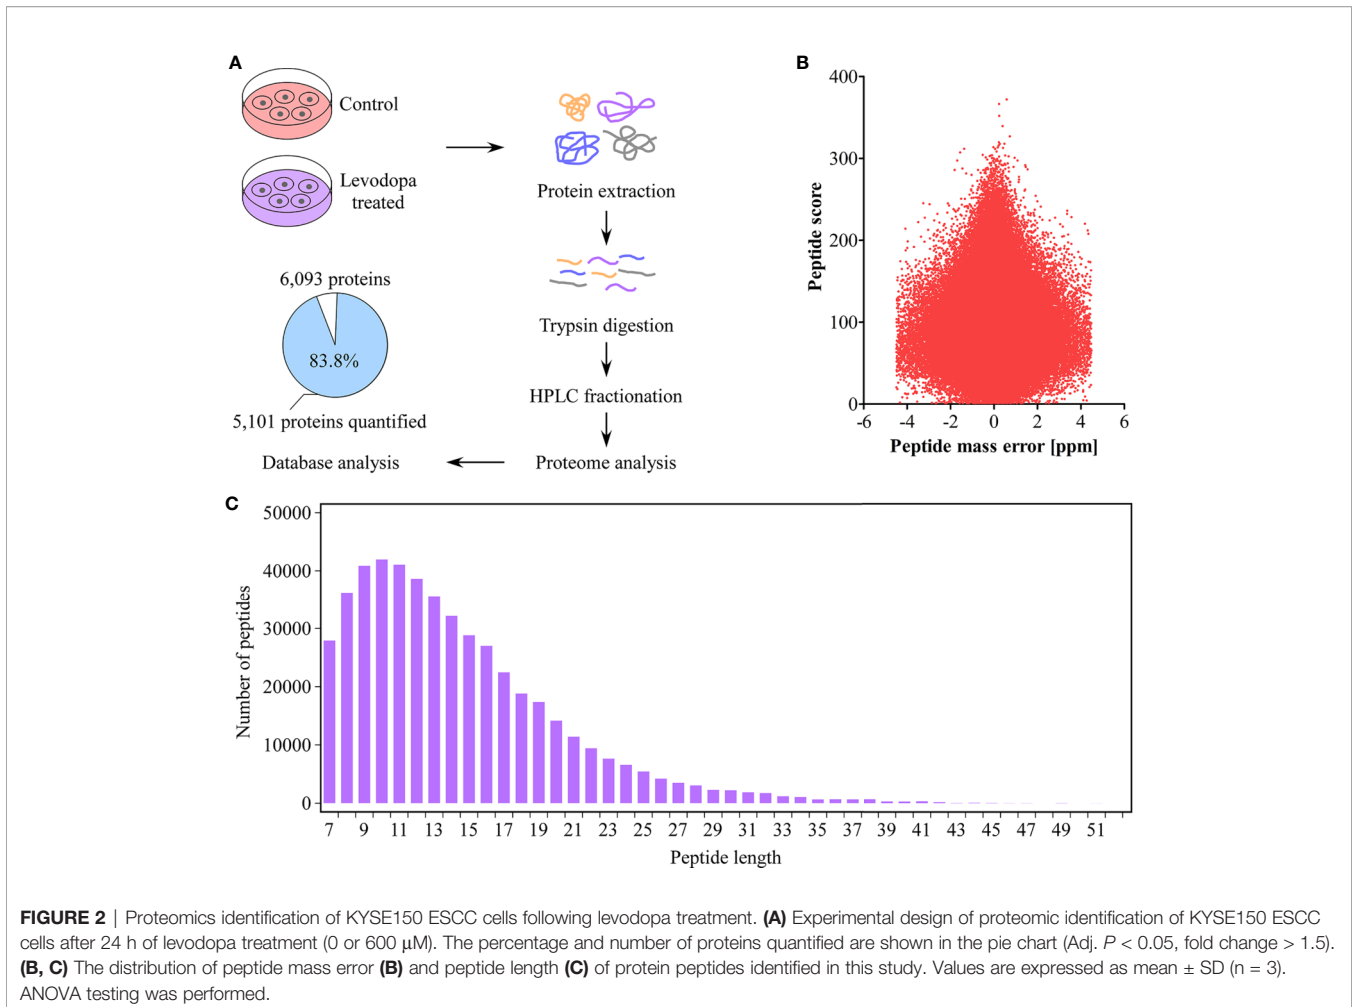 A
Control
Levodopa
treated
6,093 proteins
83.8%
5,101 proteins quantified
Database analysis
Protein extraction
Trypsin digestion
HPLC fractionation
Proteome analysis
B
Peptide score
400
300
200
100
0
-6 -4 -2 0 2 4 6
Peptide mass error [ppm]
C
Number of peptides
50000
40000
30000
20000
10000
0
7 9 11 13 15 17 19 21 23 25 27 29 31 33 35 37 39 41 43 45 47 49 51
Peptide length
FIGURE 2 | Proteomics identification of KYSE150 ESCC cells following levodopa treatment. (A) Experimental design of proteomic identification of KYSE150 ESCC
cells after 24 h of levodopa treatment (0 or 600 μM). The percentage and number of proteins quantified are shown in the pie chart (Adj. P < 0.05, fold change > 1.5).
(B, C) The distribution of peptide mass error (B) and peptide length (C) of protein peptides identified in this study. Values are expressed as mean ± SD (n = 3).
ANOVA testing was performed.